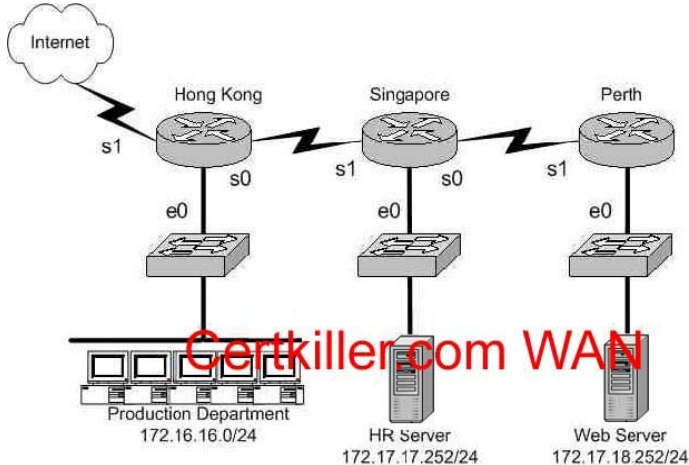 Internet
Hong Kong
Singapore
Perth
s1
s0
s1
s0
s1
e0
e0
e0
Certkiller.com WAN
Production Department
172.16.16.0/24
HR Server
172.17.17.252/24
Web Server
172.17.18.252/24